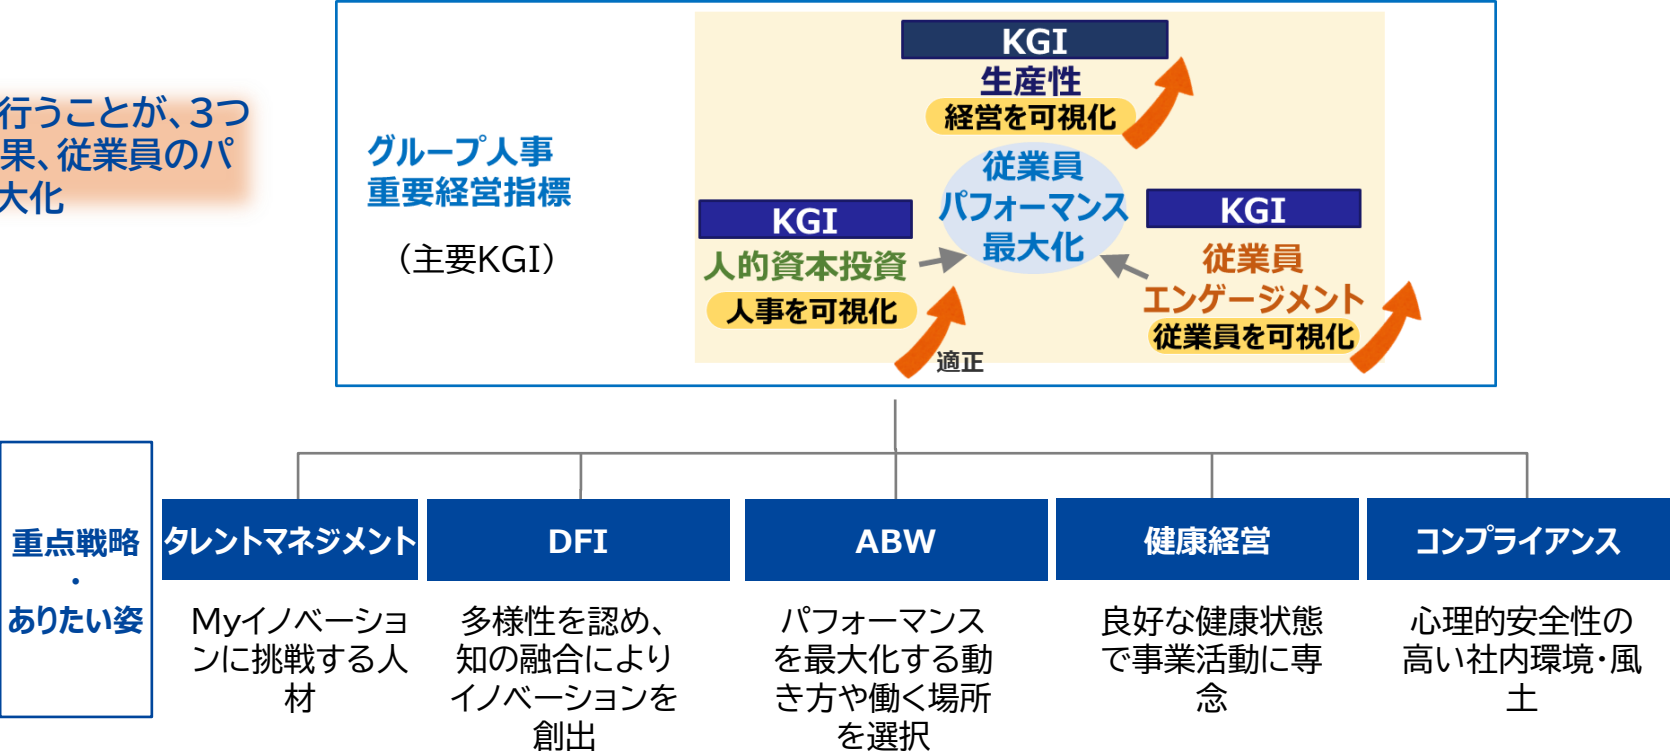 行うことが、３つ
果、従業員のパ
大化
グループ人事
重要経営指標
（主要KGI）
KGI
生産性
経営を可視化
従業員
パフォーマンス
最大化
KGI
人的資本投資
人事を可視化
適正
KGI
従業員
エンゲージメント
従業員を可視化
重点戦略
・
ありたい姿
タレントマネジメント
Myイノベーショ
ンに挑戦する人
材
DFI
多様性を認め、
知の融合により
イノベーションを
創出
ABW
パフォーマンス
を最大化する働
き方や働く場所
を選択
健康経営
良好な健康状態
で事業活動に専
念
コンプライアンス
心理的安全性の
高い社内環境・風
土